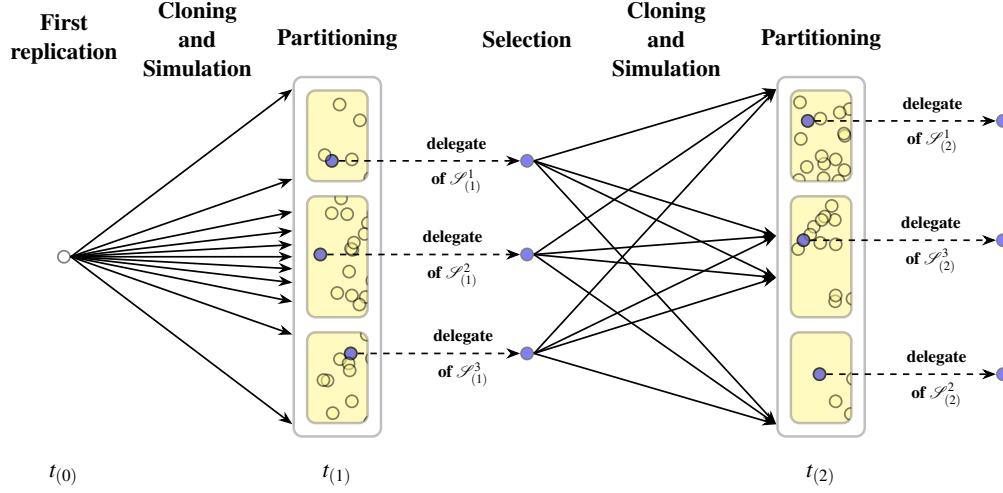 First
replication
Cloning
and
Simulation
Partitioning
Selection
Cloning
and
Simulation
Partitioning
delegate
of 𝒮¹₍₁₎
delegate
of 𝒮²₍₁₎
delegate
of 𝒮³₍₁₎
delegate
of 𝒮¹₍₂₎
delegate
of 𝒮³₍₂₎
delegate
of 𝒮²₍₂₎
t₍₀₎
t₍₁₎
t₍₂₎